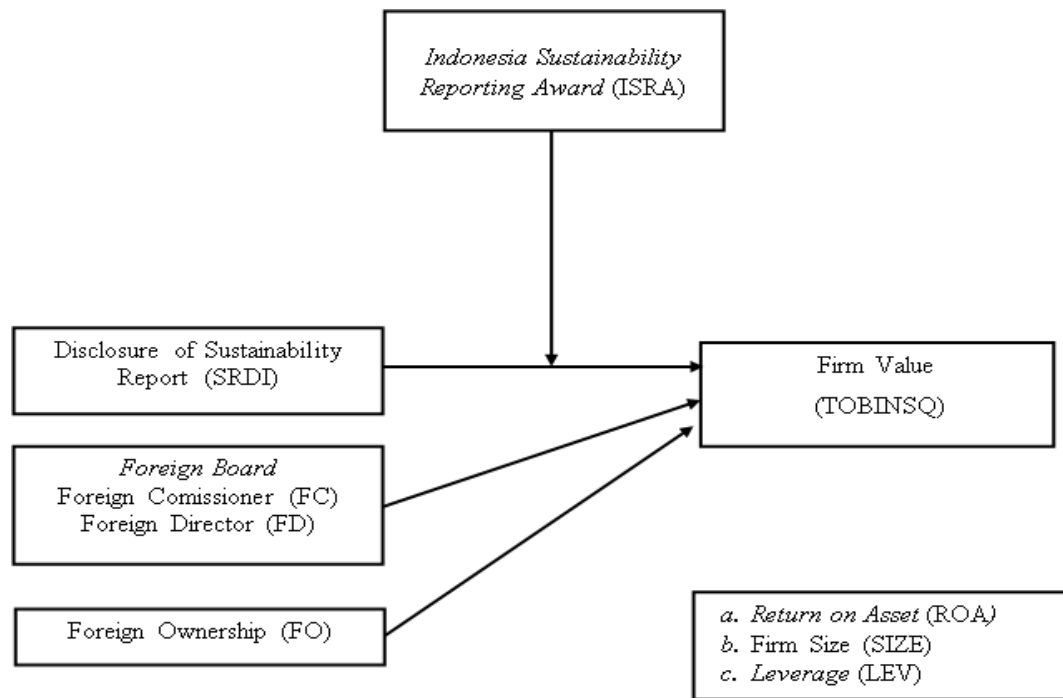 Indonesia Sustainability
Reporting Award (ISRA)
Disclosure of Sustainability
Report (SRDI)
Firm Value
(TOBINSQ)
Foreign Board
Foreign Comissioner (FC)
Foreign Director (FD)
Foreign Ownership (FO)
a. Return on Asset (ROA)
b. Firm Size (SIZE)
c. Leverage (LEV)